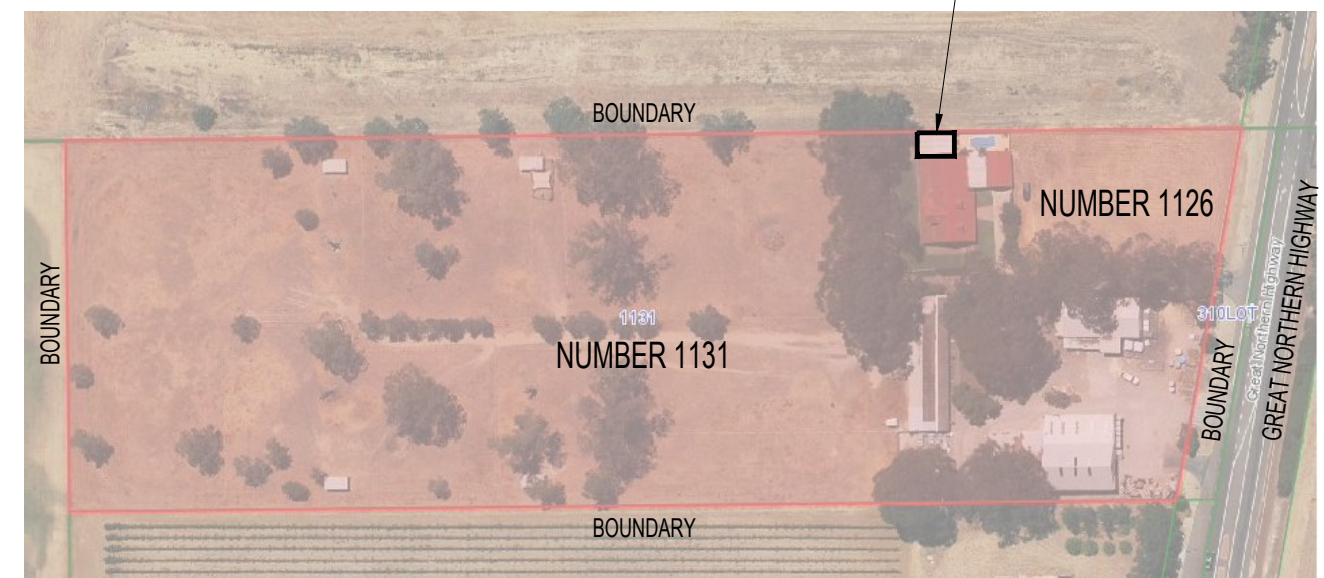 BOUNDARY
NUMBER 1126
BOUNDARY
1131
310LOT
NUMBER 1131
BOUNDARY
Great Northern Highway
GREAT NORTHERN HIGHWAY
BOUNDARY